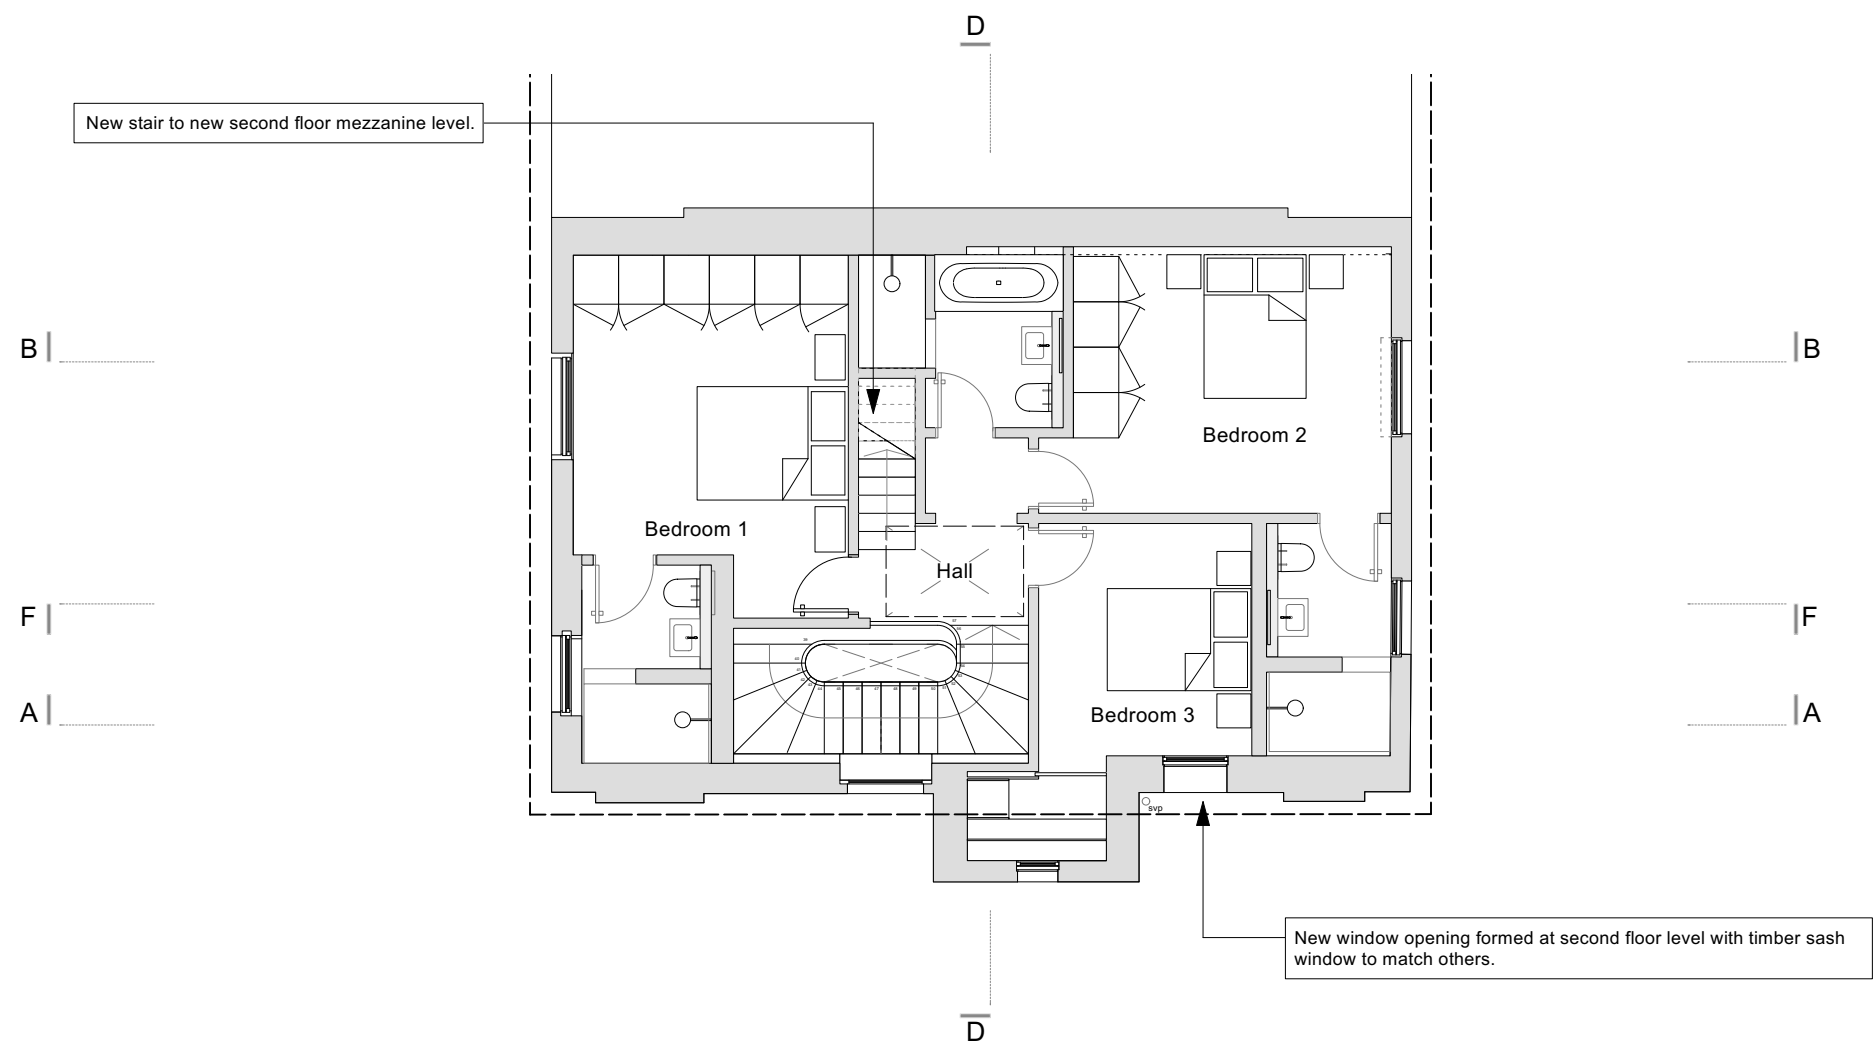 D
New stair to new second floor mezzanine level.
B
B
Bedroom 2
Bedroom 1
Hall
F
F
A
A
Bedroom 3
svp
New window opening formed at second floor level with timber sash
window to match others.
D